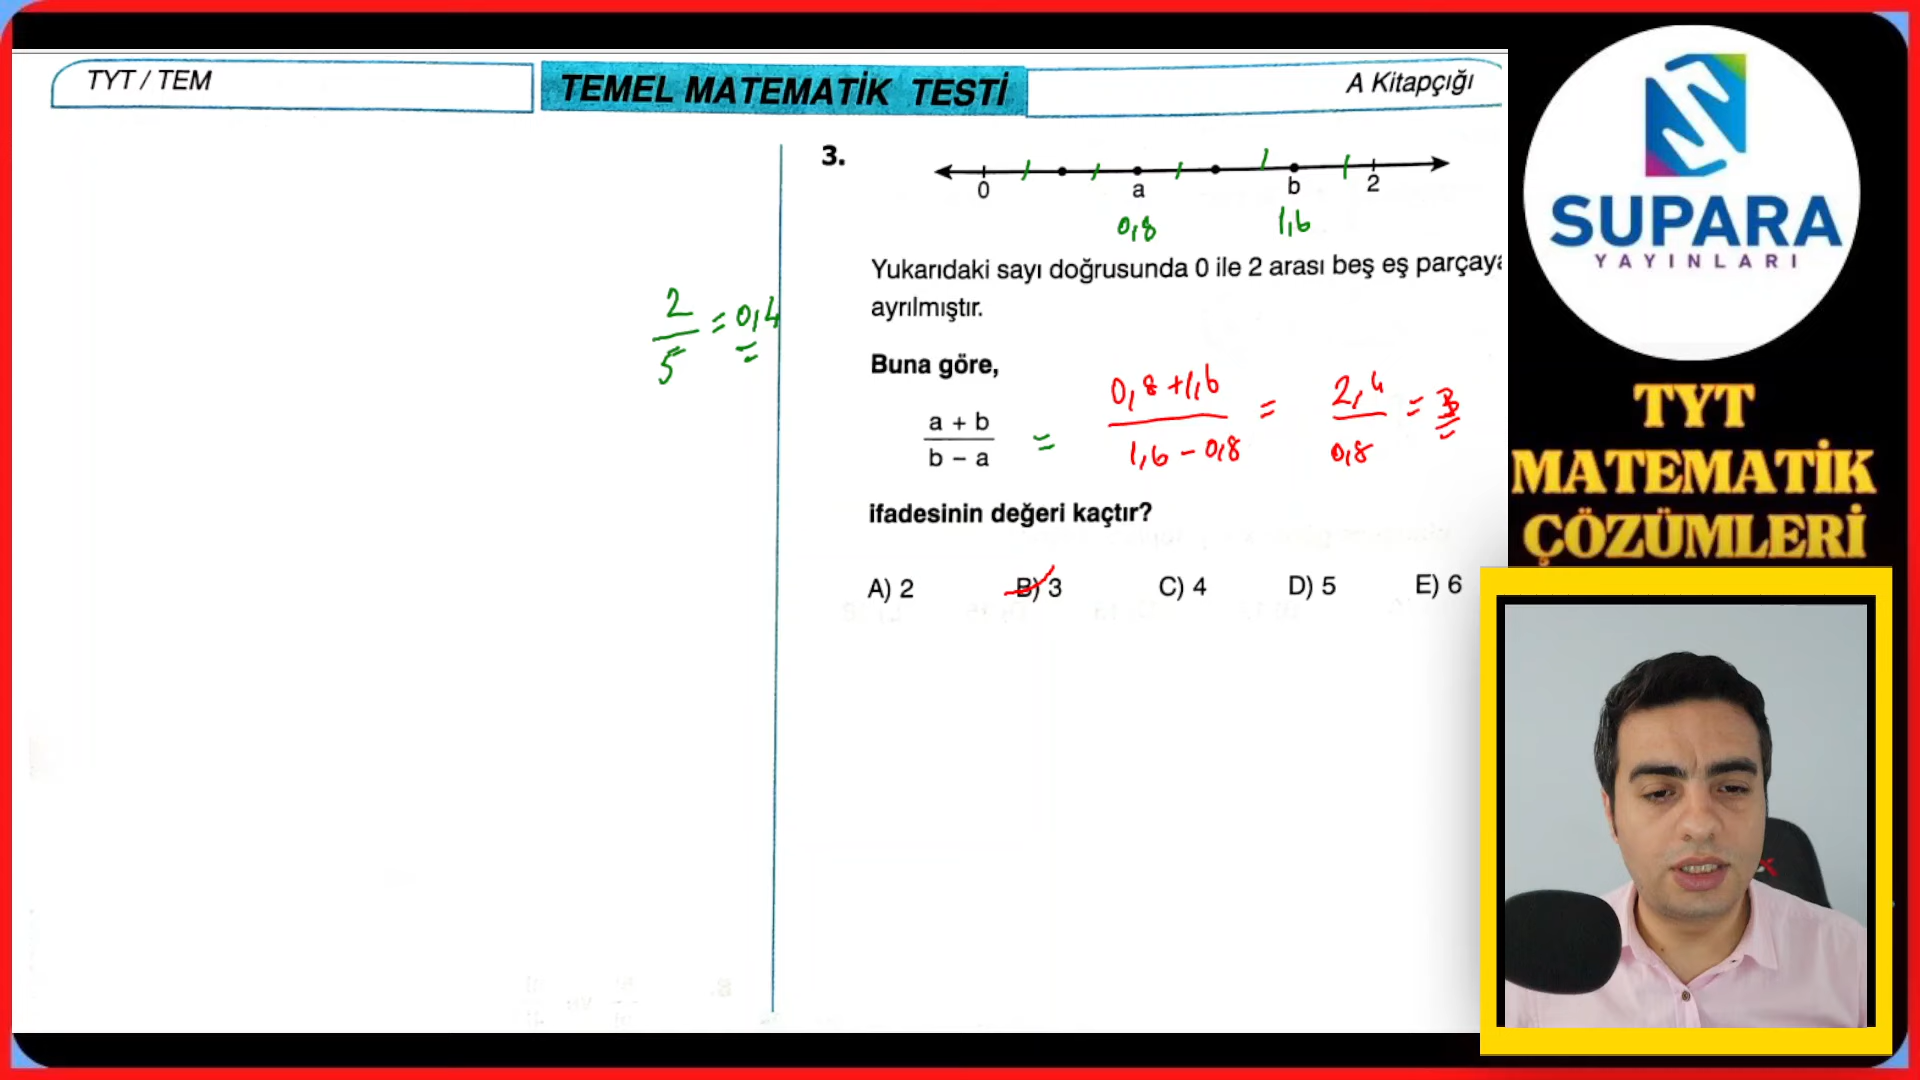 TYT / TEM
TEMEL MATEMATİK TESTİ
A Kitapçığı
3.
0 a b 2
0,8 1,6
Yukarıdaki sayı doğrusunda 0 ile 2 arası beş eş parçaya
ayrılmıştır.
2/5 = 0,4
Buna göre,
a + b / b − a = 0,8+1,6 / 1,6−0,8 = 2,4 / 0,8 = 3
ifadesinin değeri kaçtır?
A) 2 B) 3 C) 4 D) 5 E) 6
SUPARA
YAYINLARI
TYT
MATEMATİK
ÇÖZÜMLERİ